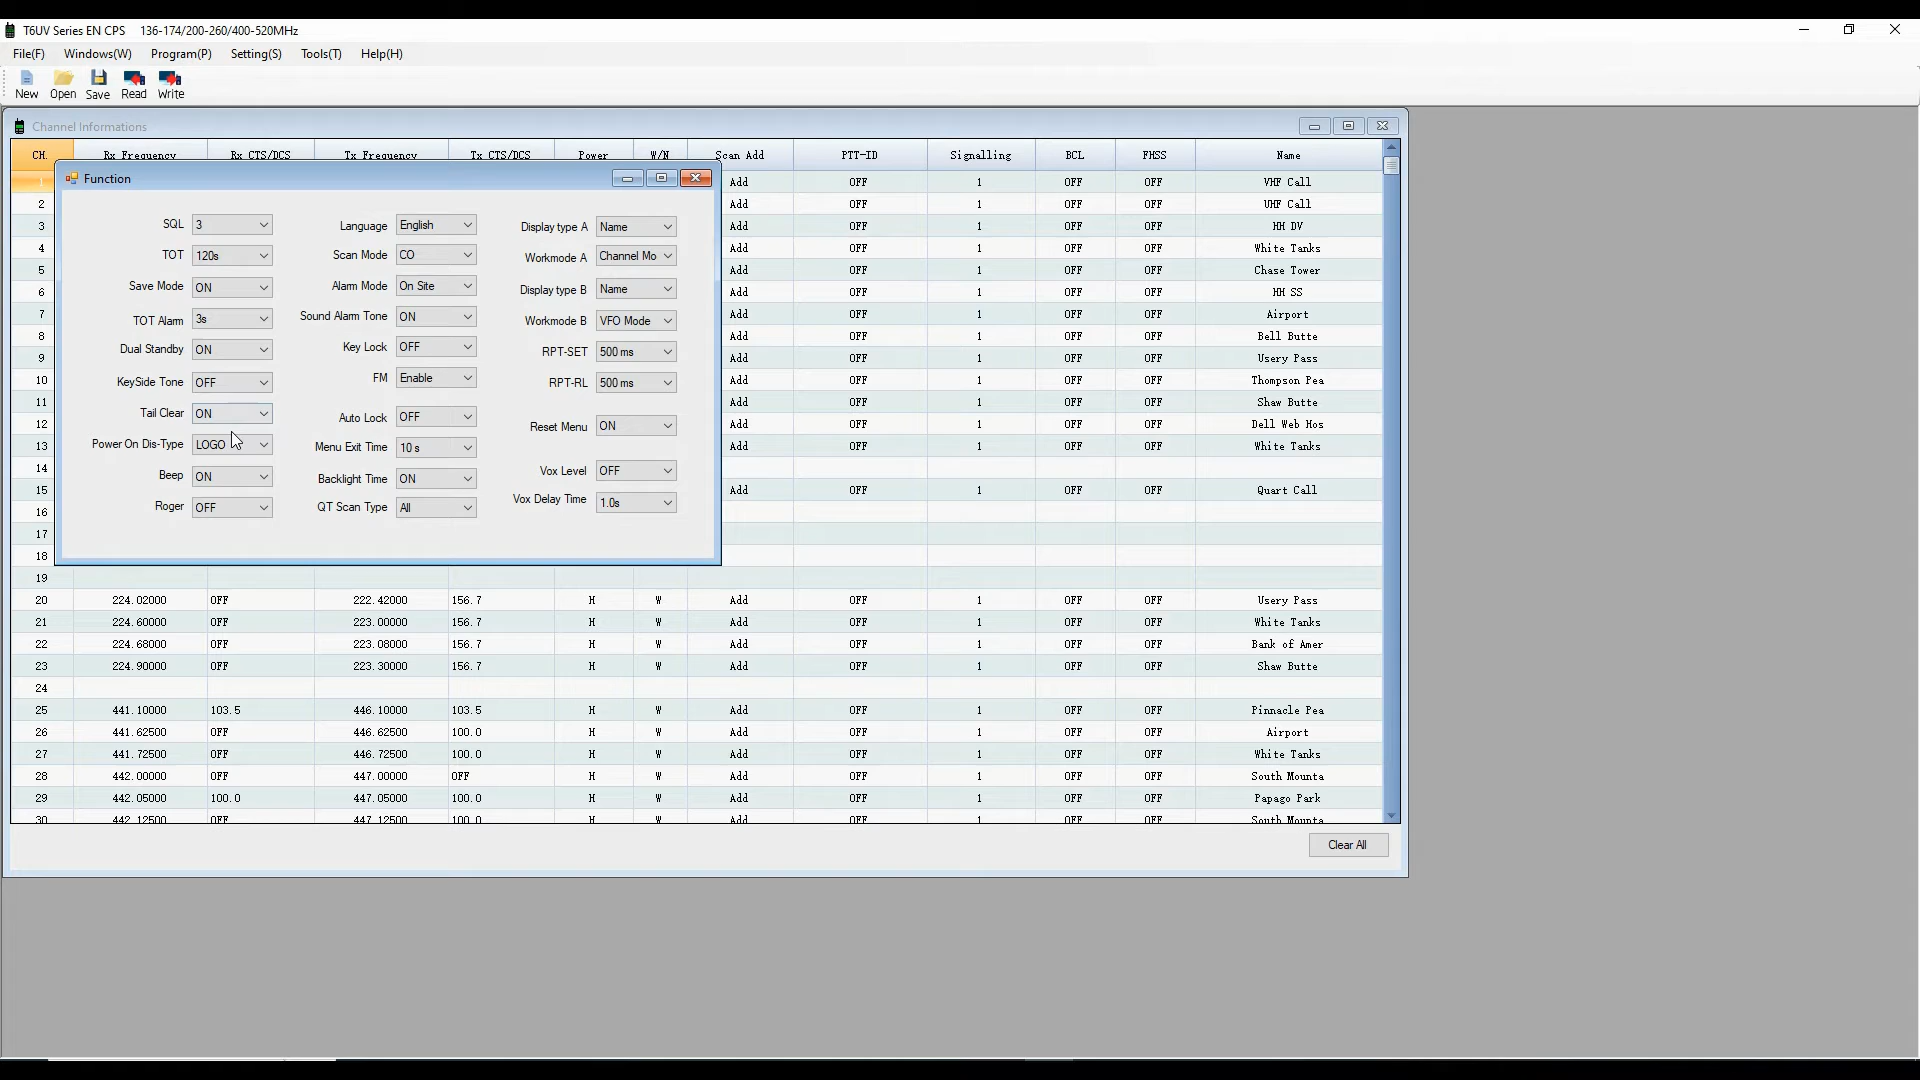 T6UV Series EN CPS 136-174/200-260/400-520MHz
File(F) Windows(W) Program(P) Setting(S) Tools(T) Help(H)
New Open Save Read Write
Channel Informations
CH. Rx Frequency Rx CTS/DCS Tx Frequency Tx CTS/DCS Power W/N Scan Add PTT-ID Signalling BCL FHSS Name
Function
SQL 3 Language English Display type A Name
TOT 120s Scan Mode CO Workmode A Channel Mo
Save Mode ON Alarm Mode On Site Display type B Name
TOT Alarm 3s Sound Alarm Tone ON Workmode B VFO Mode
Dual Standby ON Key Lock OFF RPT-SET 500 ms
KeySide Tone OFF FM Enable RPT-RL 500 ms
Tail Clear ON Auto Lock OFF Reset Menu ON
Power On Dis-Type LOGO Menu Exit Time 10 s
Beep ON Backlight Time ON Vox Level OFF
Roger OFF QT Scan Type All Vox Delay Time 1.0s
1 Add OFF 1 OFF OFF VHF Call
2 Add OFF 1 OFF OFF UHF Call
3 Add OFF 1 OFF OFF HH DV
4 Add OFF 1 OFF OFF White Tanks
5 Add OFF 1 OFF OFF Chase Tower
6 Add OFF 1 OFF OFF HH SS
7 Add OFF 1 OFF OFF Airport
8 Add OFF 1 OFF OFF Bell Butte
9 Add OFF 1 OFF OFF Usery Pass
10 Add OFF 1 OFF OFF Thompson Pea
11 Add OFF 1 OFF OFF Shaw Butte
12 Add OFF 1 OFF OFF Dell Web Hos
13 Add OFF 1 OFF OFF White Tanks
14
15 Add OFF 1 OFF OFF Quart Call
16
17
18
19
20 224.02000 OFF 222.42000 156.7 H W Add OFF 1 OFF OFF Usery Pass
21 224.60000 OFF 223.00000 156.7 H W Add OFF 1 OFF OFF White Tanks
22 224.68000 OFF 223.08000 156.7 H W Add OFF 1 OFF OFF Bank of Amer
23 224.90000 OFF 223.30000 156.7 H W Add OFF 1 OFF OFF Shaw Butte
24
25 441.10000 103.5 446.10000 103.5 H W Add OFF 1 OFF OFF Pinnacle Pea
26 441.62500 OFF 446.62500 100.0 H W Add OFF 1 OFF OFF Airport
27 441.72500 OFF 446.72500 100.0 H W Add OFF 1 OFF OFF White Tanks
28 442.00000 OFF 447.00000 OFF H W Add OFF 1 OFF OFF South Mounta
29 442.05000 100.0 447.05000 100.0 H W Add OFF 1 OFF OFF Papago Park
30 442.12500 OFF 447.12500 100.0 H W Add OFF 1 OFF OFF South Mounta
Clear All